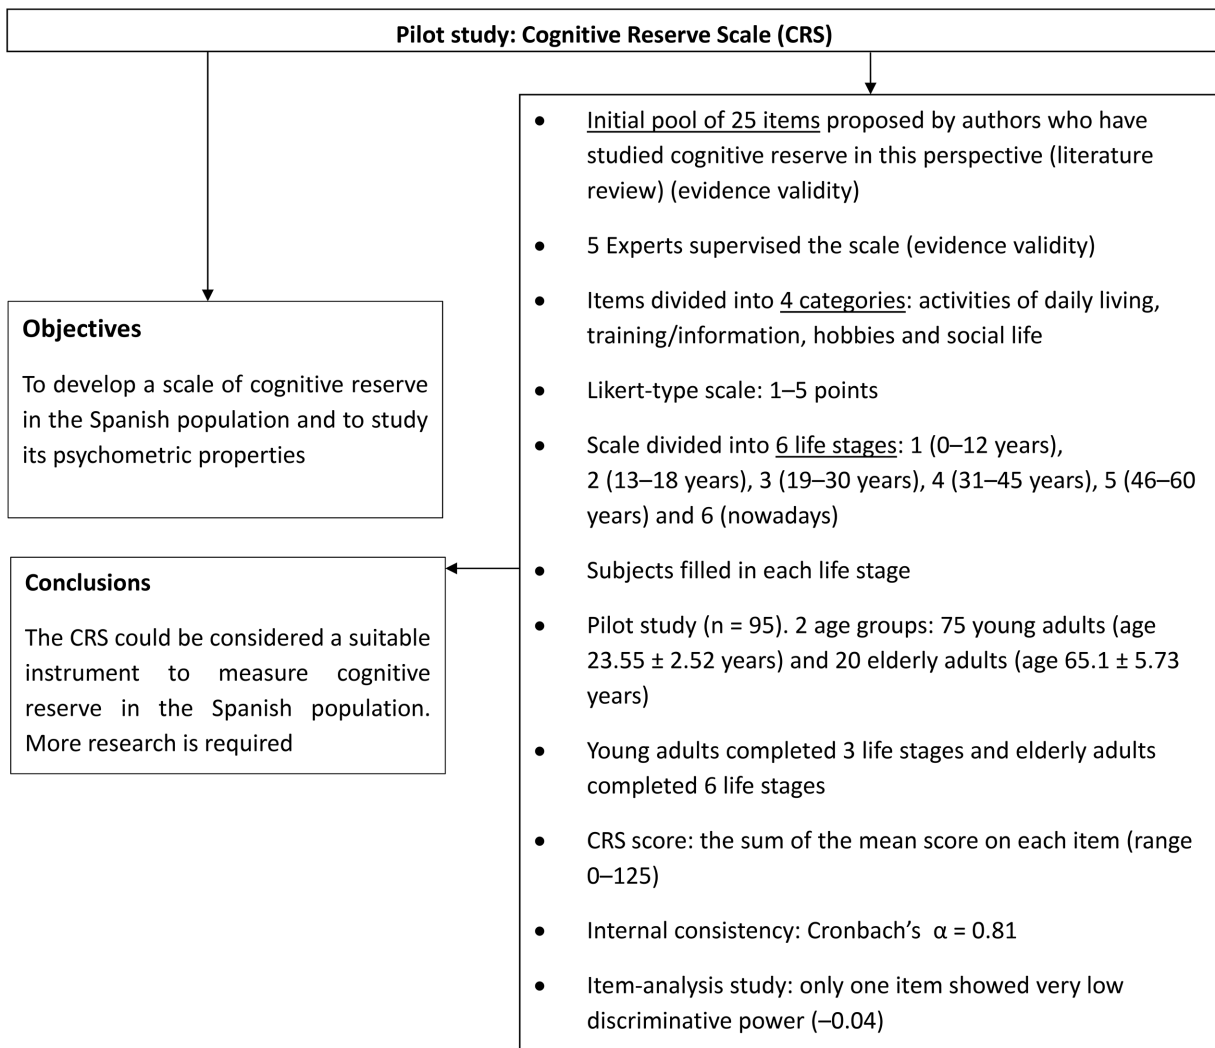 Pilot study: Cognitive Reserve Scale (CRS)
Objectives
To develop a scale of cognitive reserve
in the Spanish population and to study
its psychometric properties
Conclusions
The CRS could be considered a suitable
instrument to measure cognitive
reserve in the Spanish population.
More research is required
• Initial pool of 25 items proposed by authors who have
studied cognitive reserve in this perspective (literature
review) (evidence validity)
• 5 Experts supervised the scale (evidence validity)
• Items divided into 4 categories: activities of daily living,
training/information, hobbies and social life
• Likert-type scale: 1–5 points
• Scale divided into 6 life stages: 1 (0–12 years),
2 (13–18 years), 3 (19–30 years), 4 (31–45 years), 5 (46–60
years) and 6 (nowadays)
• Subjects filled in each life stage
• Pilot study (n = 95). 2 age groups: 75 young adults (age
23.55 ± 2.52 years) and 20 elderly adults (age 65.1 ± 5.73
years)
• Young adults completed 3 life stages and elderly adults
completed 6 life stages
• CRS score: the sum of the mean score on each item (range
0–125)
• Internal consistency: Cronbach’s α = 0.81
• Item-analysis study: only one item showed very low
discriminative power (–0.04)